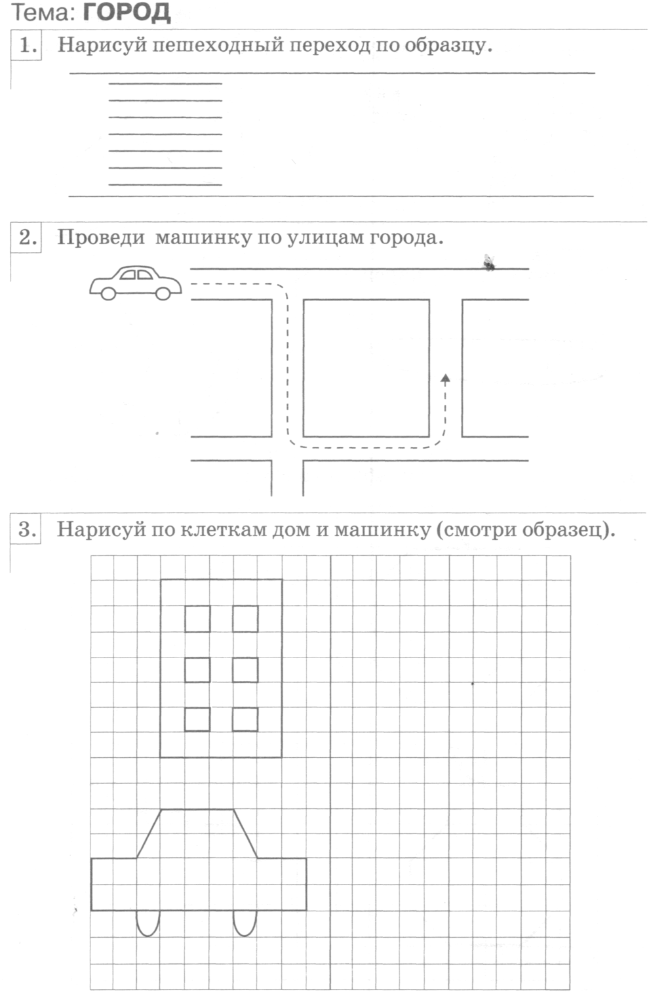 Тема: ГОРОД
1. Нарисуй пешеходный переход по образцу.
2. Проведи машинку по улицам города.
3. Нарисуй по клеткам дом и машинку (смотри образец).